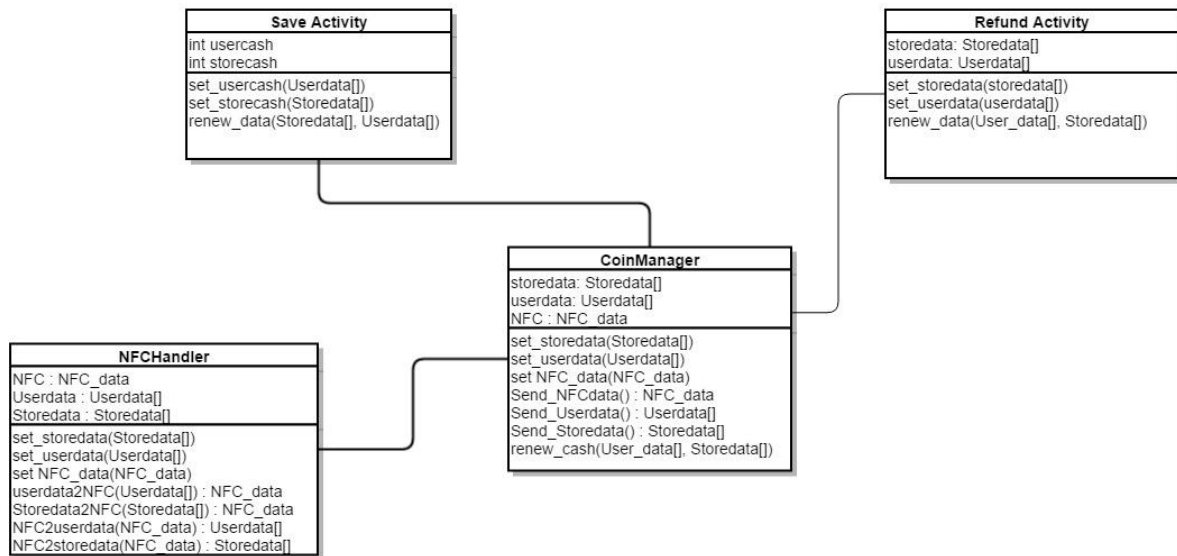 Save Activity
int usercash
int storecash
set_usercash(Userdata[])
set_storecash(Storedata[])
renew_data(Storedata[], Userdata[])
Refund Activity
storedata: Storedata[]
userdata: Userdata[]
set_storedata(storedata[])
set_userdata(userdata[])
renew_data(User_data[], Storedata[])
CoinManager
storedata: Storedata[]
userdata: Userdata[]
NFC : NFC_data
set_storedata(Storedata[])
set_userdata(Userdata[])
set NFC_data(NFC_data)
Send_NFCdata() : NFC_data
Send_Userdata() : Userdata[]
Send_Storedata() : Storedata[]
renew_cash(User_data[], Storedata[])
NFCHandler
NFC : NFC_data
Userdata : Userdata[]
Storedata : Storedata[]
set_storedata(Storedata[])
set_userdata(Userdata[])
set NFC_data(NFC_data)
userdata2NFC(Userdata[]) : NFC_data
Storedata2NFC(Storedata[]) : NFC_data
NFC2userdata(NFC_data) : Userdata[]
NFC2storedata(NFC_data) : Storedata[]